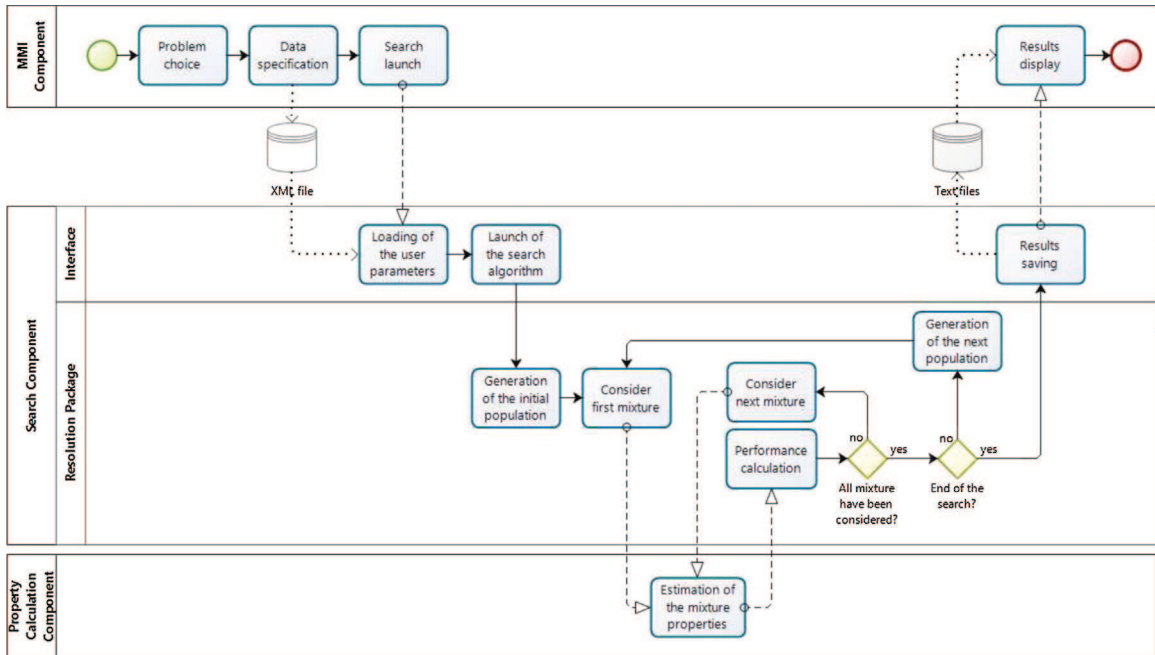 MMI
Component
Problem
choice
Data
specification
Search
launch
Results
display
XML file
Text files
Search Component
Interface
Loading of
the user
parameters
Launch of
the search
algorithm
Results
saving
Resolution Package
Generation
of the initial
population
Consider
first mixture
Consider
next mixture
Generation
of the next
population
Performance
calculation
no
yes
no
yes
All mixture
have been
considered?
End of the
search?
Property
Calculation
Component
Estimation of
the mixture
properties